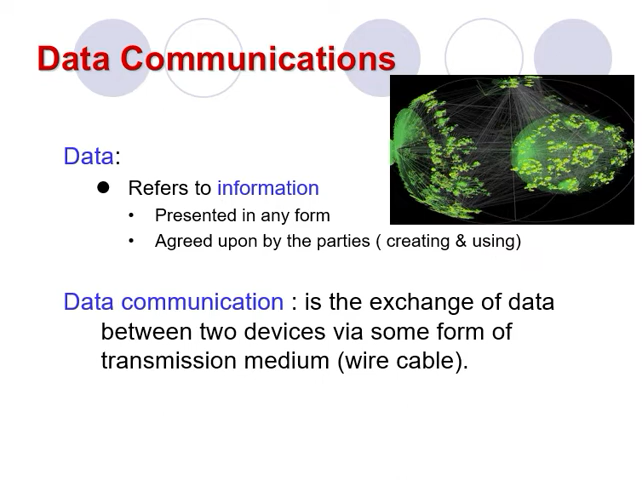 Data Communications
Data:
● Refers to information
• Presented in any form
• Agreed upon by the parties ( creating & using)
Data communication : is the exchange of data
between two devices via some form of
transmission medium (wire cable).